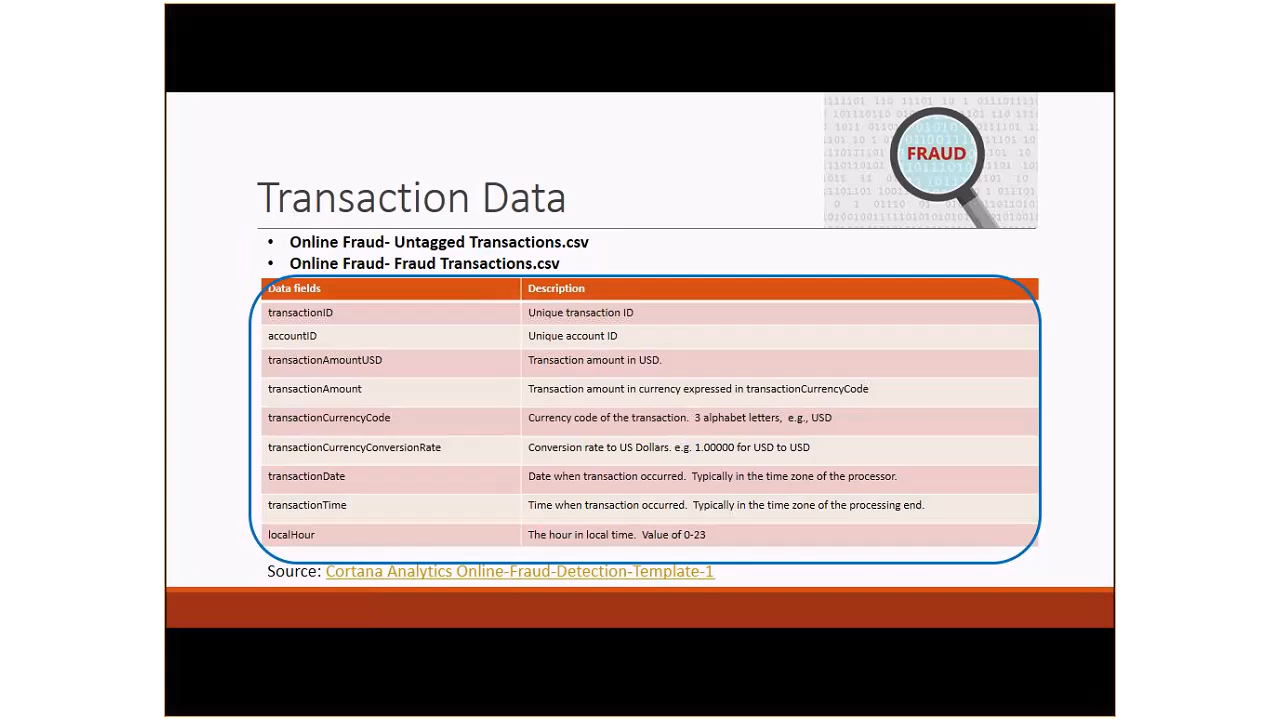 FRAUD
Transaction Data
• Online Fraud- Untagged Transactions.csv
• Online Fraud- Fraud Transactions.csv
Data fields Description
transactionID Unique transaction ID
accountID Unique account ID
transactionAmountUSD Transaction amount in USD.
transactionAmount Transaction amount in currency expressed in transactionCurrencyCode
transactionCurrencyCode Currency code of the transaction.  3 alphabet letters,  e.g., USD
transactionCurrencyConversionRate Conversion rate to US Dollars. e.g. 1.00000 for USD to USD
transactionDate Date when transaction occurred.  Typically in the time zone of the processor.
transactionTime Time when transaction occurred.  Typically in the time zone of the processing end.
localHour The hour in local time.  Value of 0-23
Source: Cortana Analytics Online-Fraud-Detection-Template-1